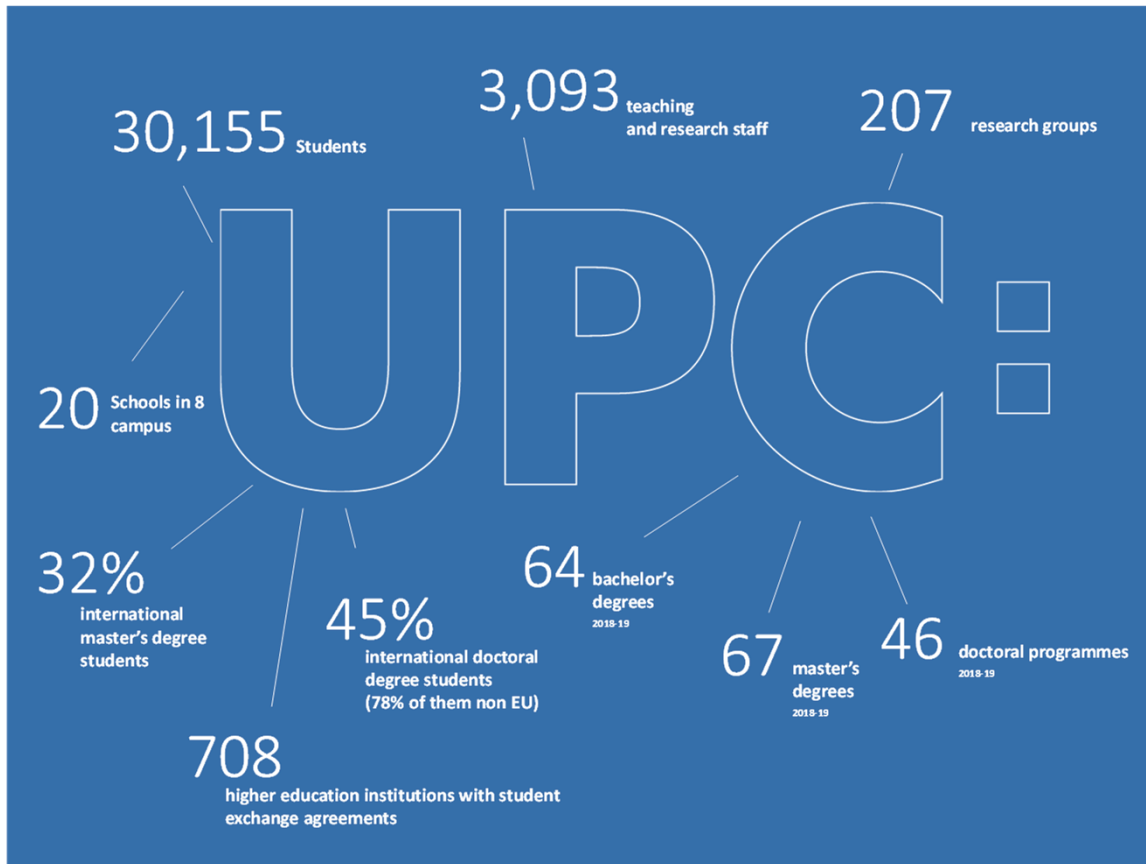 30,155 Students
3,093 teaching
and research staff
207 research groups
UPC:
20 Schools in 8
campus
32%
international
master's degree
students
45%
international doctoral
degree students
(78% of them non EU)
708
higher education institutions with student
exchange agreements
64 bachelor's
degrees
2018-19
67 master's
degrees
2018-19
46 doctoral programmes
2018-19